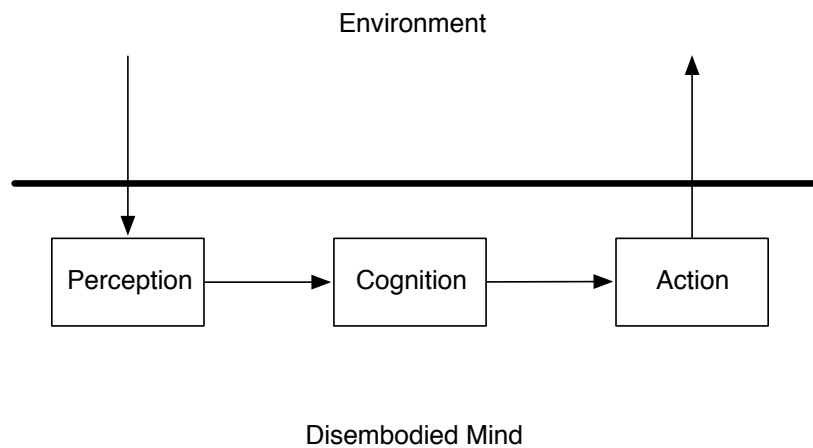 Environment
Perception
Cognition
Action
Disembodied Mind